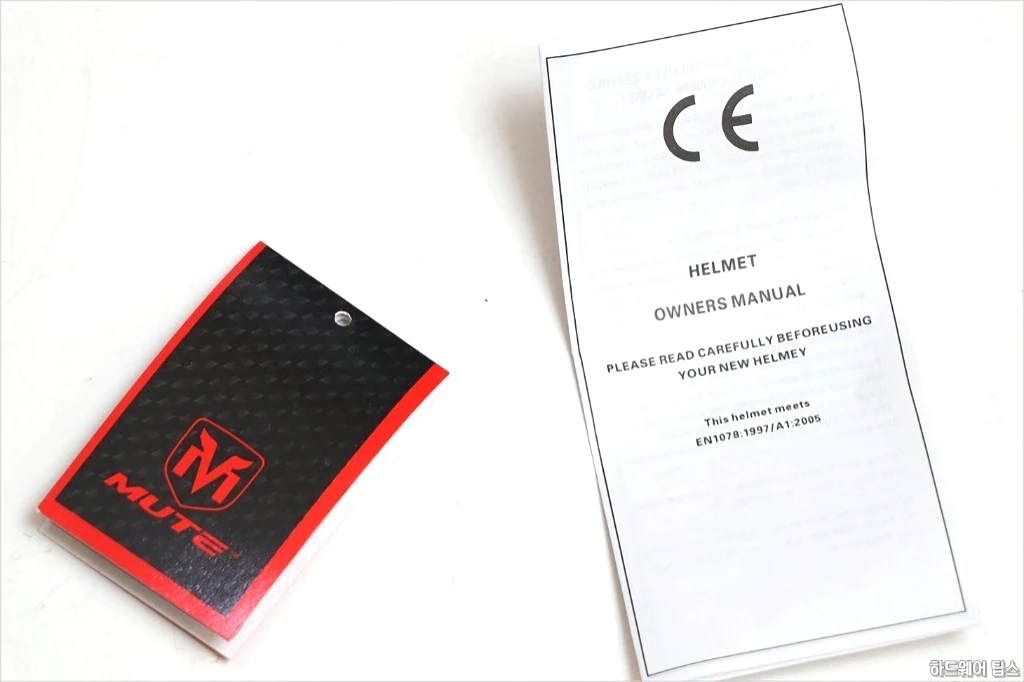 MUTE
CE
HELMET
OWNERS MANUAL
PLEASE READ CAREFULLY BEFOREUSING
YOUR NEW HELMEY
This helmet meets
EN1078:1997/A1:2005
하드웨어 팁스